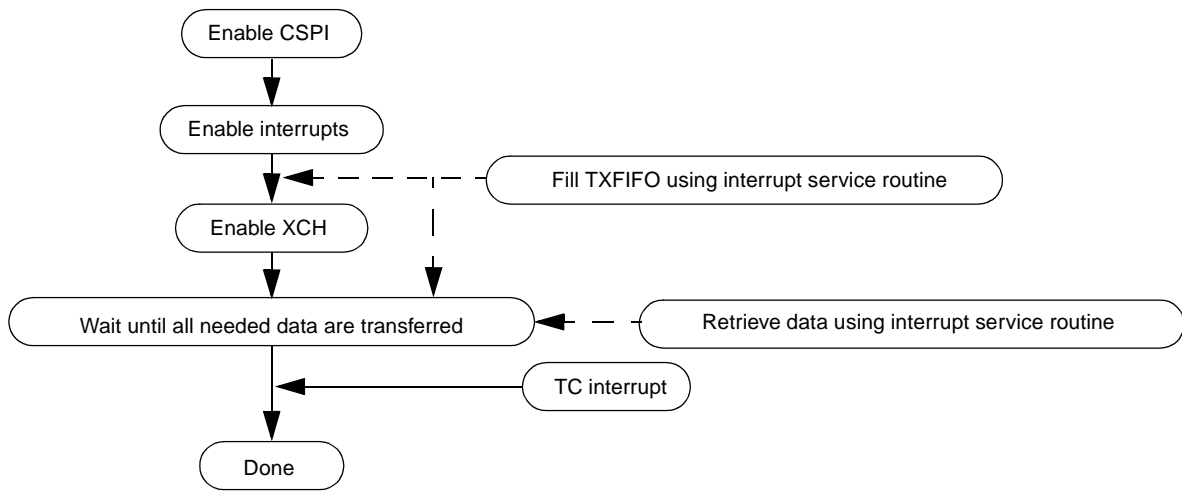 Enable CSPI
Enable interrupts
Fill TXFIFO using interrupt service routine
Enable XCH
Wait until all needed data are transferred
Retrieve data using interrupt service routine
TC interrupt
Done